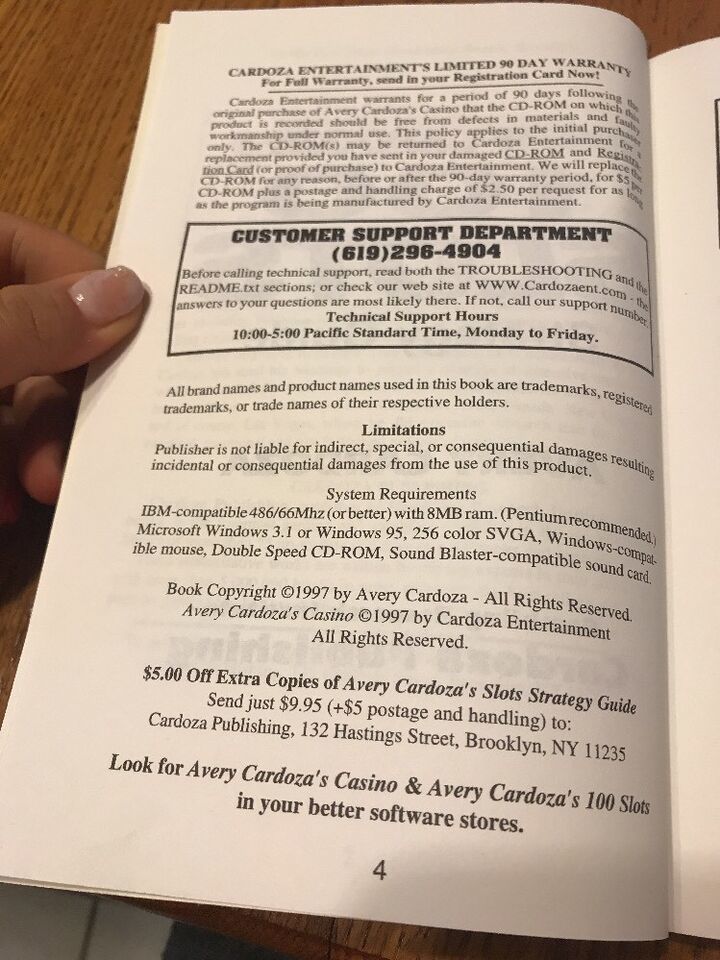 CARDOZA ENTERTAINMENT'S LIMITED 90 DAY WARRANTY
For Full Warranty, send in your Registration Card Now!
Cardoza Entertainment warrants for a period of 90 days following the
original purchase of Avery Cardoza's Casino that the CD-ROM on which this
product is recorded should be free from defects in materials and faulty
workmanship under normal use. This policy applies to the initial purchaser
only. The CD-ROM(s) may be returned to Cardoza Entertainment for a
replacement provided you have sent in your damaged CD-ROM and Registra-
tion Card (or proof of purchase) to Cardoza Entertainment. We will replace the
CD-ROM for any reason, before or after the 90-day warranty period, for $5 per
CD-ROM plus a postage and handling charge of $2.50 per request for as long
as the program is being manufactured by Cardoza Entertainment.
CUSTOMER SUPPORT DEPARTMENT
(619)296-4904
Before calling technical support, read both the TROUBLESHOOTING and the
README.txt sections; or check our web site at WWW.Cardozaent.com - the
answers to your questions are most likely there. If not, call our support number.
Technical Support Hours
10:00-5:00 Pacific Standard Time, Monday to Friday.
All brand names and product names used in this book are trademarks, registered
trademarks, or trade names of their respective holders.
Limitations
Publisher is not liable for indirect, special, or consequential damages resulting
incidental or consequential damages from the use of this product.
System Requirements
IBM-compatible 486/66Mhz (or better) with 8MB ram. (Pentium recommended.)
Microsoft Windows 3.1 or Windows 95, 256 color SVGA, Windows-compat-
ible mouse, Double Speed CD-ROM, Sound Blaster-compatible sound card.
Book Copyright ©1997 by Avery Cardoza - All Rights Reserved.
Avery Cardoza's Casino ©1997 by Cardoza Entertainment
All Rights Reserved.
$5.00 Off Extra Copies of Avery Cardoza's Slots Strategy Guide
Send just $9.95 (+$5 postage and handling) to:
Cardoza Publishing, 132 Hastings Street, Brooklyn, NY 11235
Look for Avery Cardoza's Casino & Avery Cardoza's 100 Slots
in your better software stores.
4